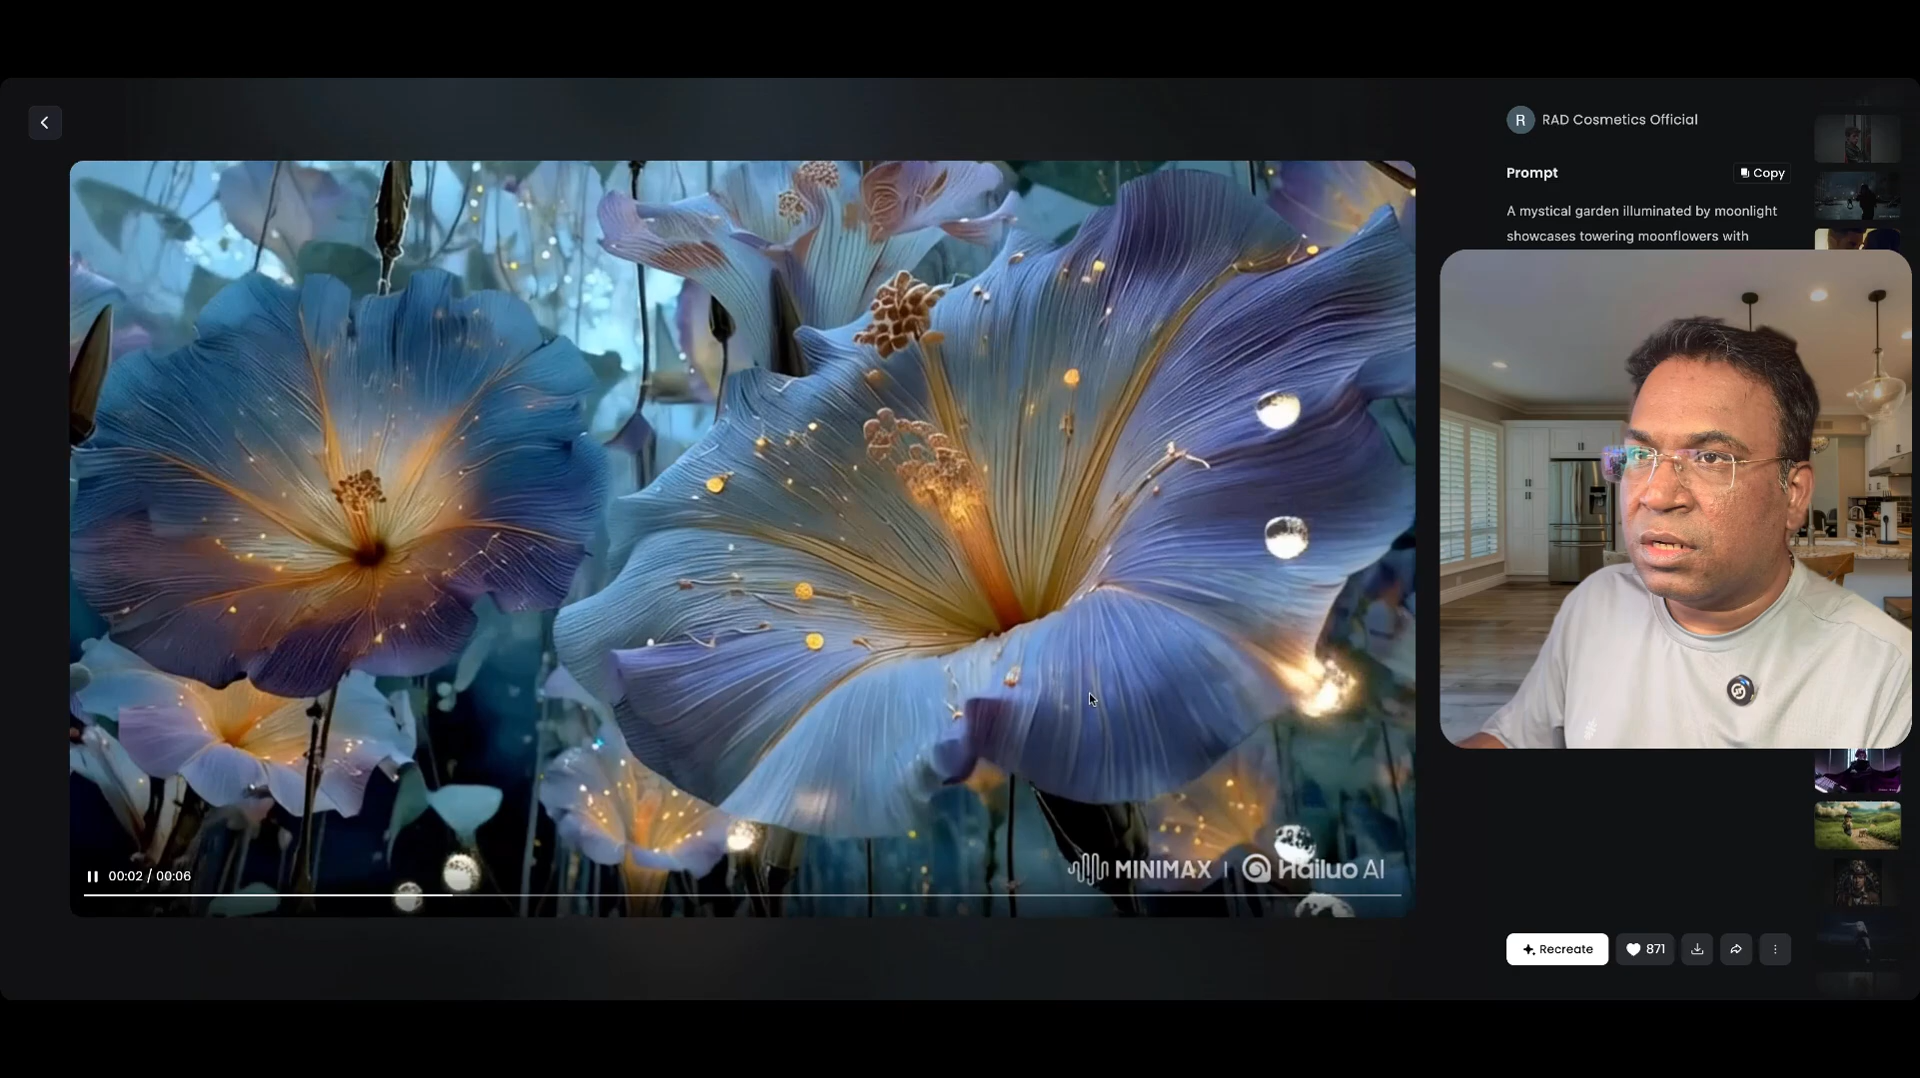 R RAD Cosmetics Official
Prompt
Copy
A mystical garden illuminated by moonlight
showcases towering moonflowers with
00:02 / 00:06
MINIMAX | Hailuo AI
Recreate
871